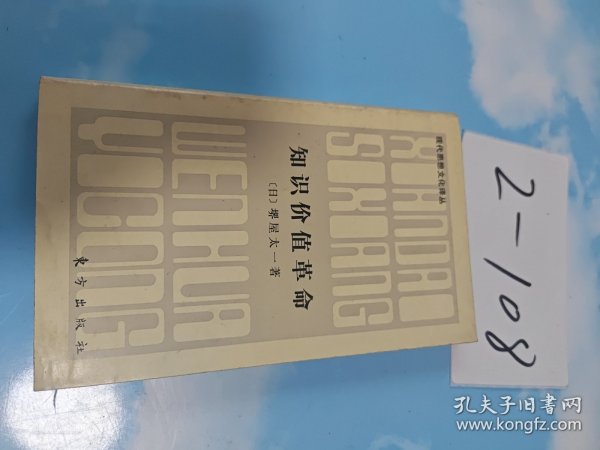 现代思想文化译丛
XIANDAI
SIXIANG
WENHUA
YICONG
知识价值革命
〔日〕堺屋太一著
东方出版社
2-108
孔夫子旧书网
www.kongfz.com